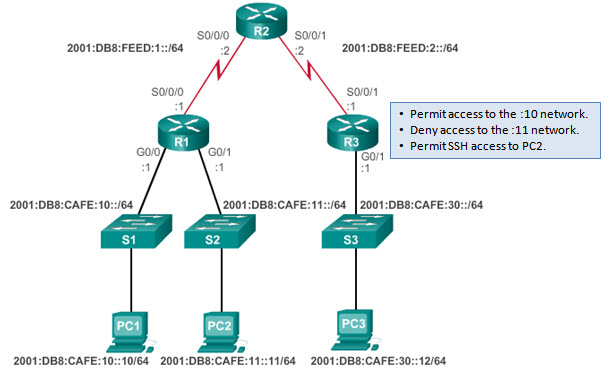 R2
S0/0/0
S0/0/1
2001:DB8:FEED:1::/64
:2
:2
2001:DB8:FEED:2::/64
S0/0/0
S0/0/1
:1
:1
• Permit access to the :10 network.
• Deny access to the :11 network.
• Permit SSH access to PC2.
R1
R3
G0/0
G0/1
G0/1
:1
:1
:1
2001:DB8:CAFE:10::/64
2001:DB8:CAFE:11::/64
2001:DB8:CAFE:30::/64
S1
S2
S3
PC1
PC2
PC3
2001:DB8:CAFE:10::10/64
2001:DB8:CAFE:11::11/64
2001:DB8:CAFE:30::12/64